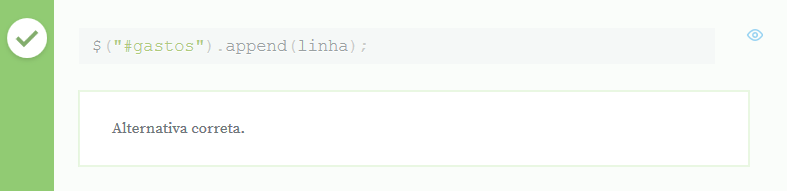 $("#gastos").append(linha);
Alternativa correta.